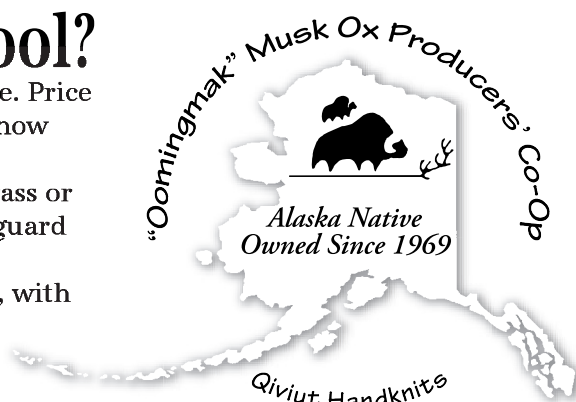 ool?
e. Price
now
ass or
guard
, with
“Oomingmak” Musk Ox Producers’ Co-Op
Alaska Native
Owned Since 1969
Qiviut Handknits